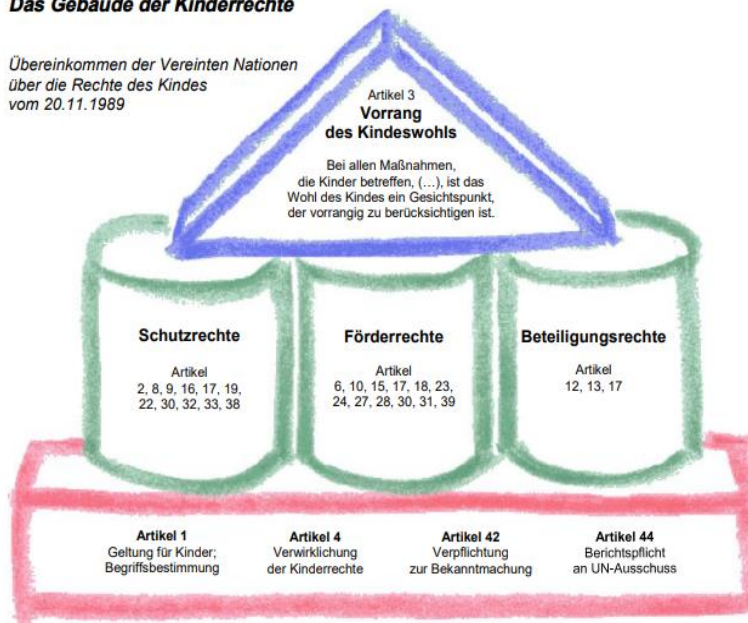 Das Gebäude der Kinderrechte
Übereinkommen der Vereinten Nationen
über die Rechte des Kindes
vom 20.11.1989
Artikel 3
Vorrang
des Kindeswohls
Bei allen Maßnahmen,
die Kinder betreffen, (…), ist das
Wohl des Kindes ein Gesichtspunkt,
der vorrangig zu berücksichtigen ist.
Schutzrechte
Artikel
2, 8, 9, 16, 17, 19,
22, 30, 32, 33, 38
Förderrechte
Artikel
6, 10, 15, 17, 18, 23,
24, 27, 28, 30, 31, 39
Beteiligungsrechte
Artikel
12, 13, 17
Artikel 1
Geltung für Kinder;
Begriffsbestimmung
Artikel 4
Verwirklichung
der Kinderrechte
Artikel 42
Verpflichtung
zur Bekanntmachung
Artikel 44
Berichtspflicht
an UN-Ausschuss